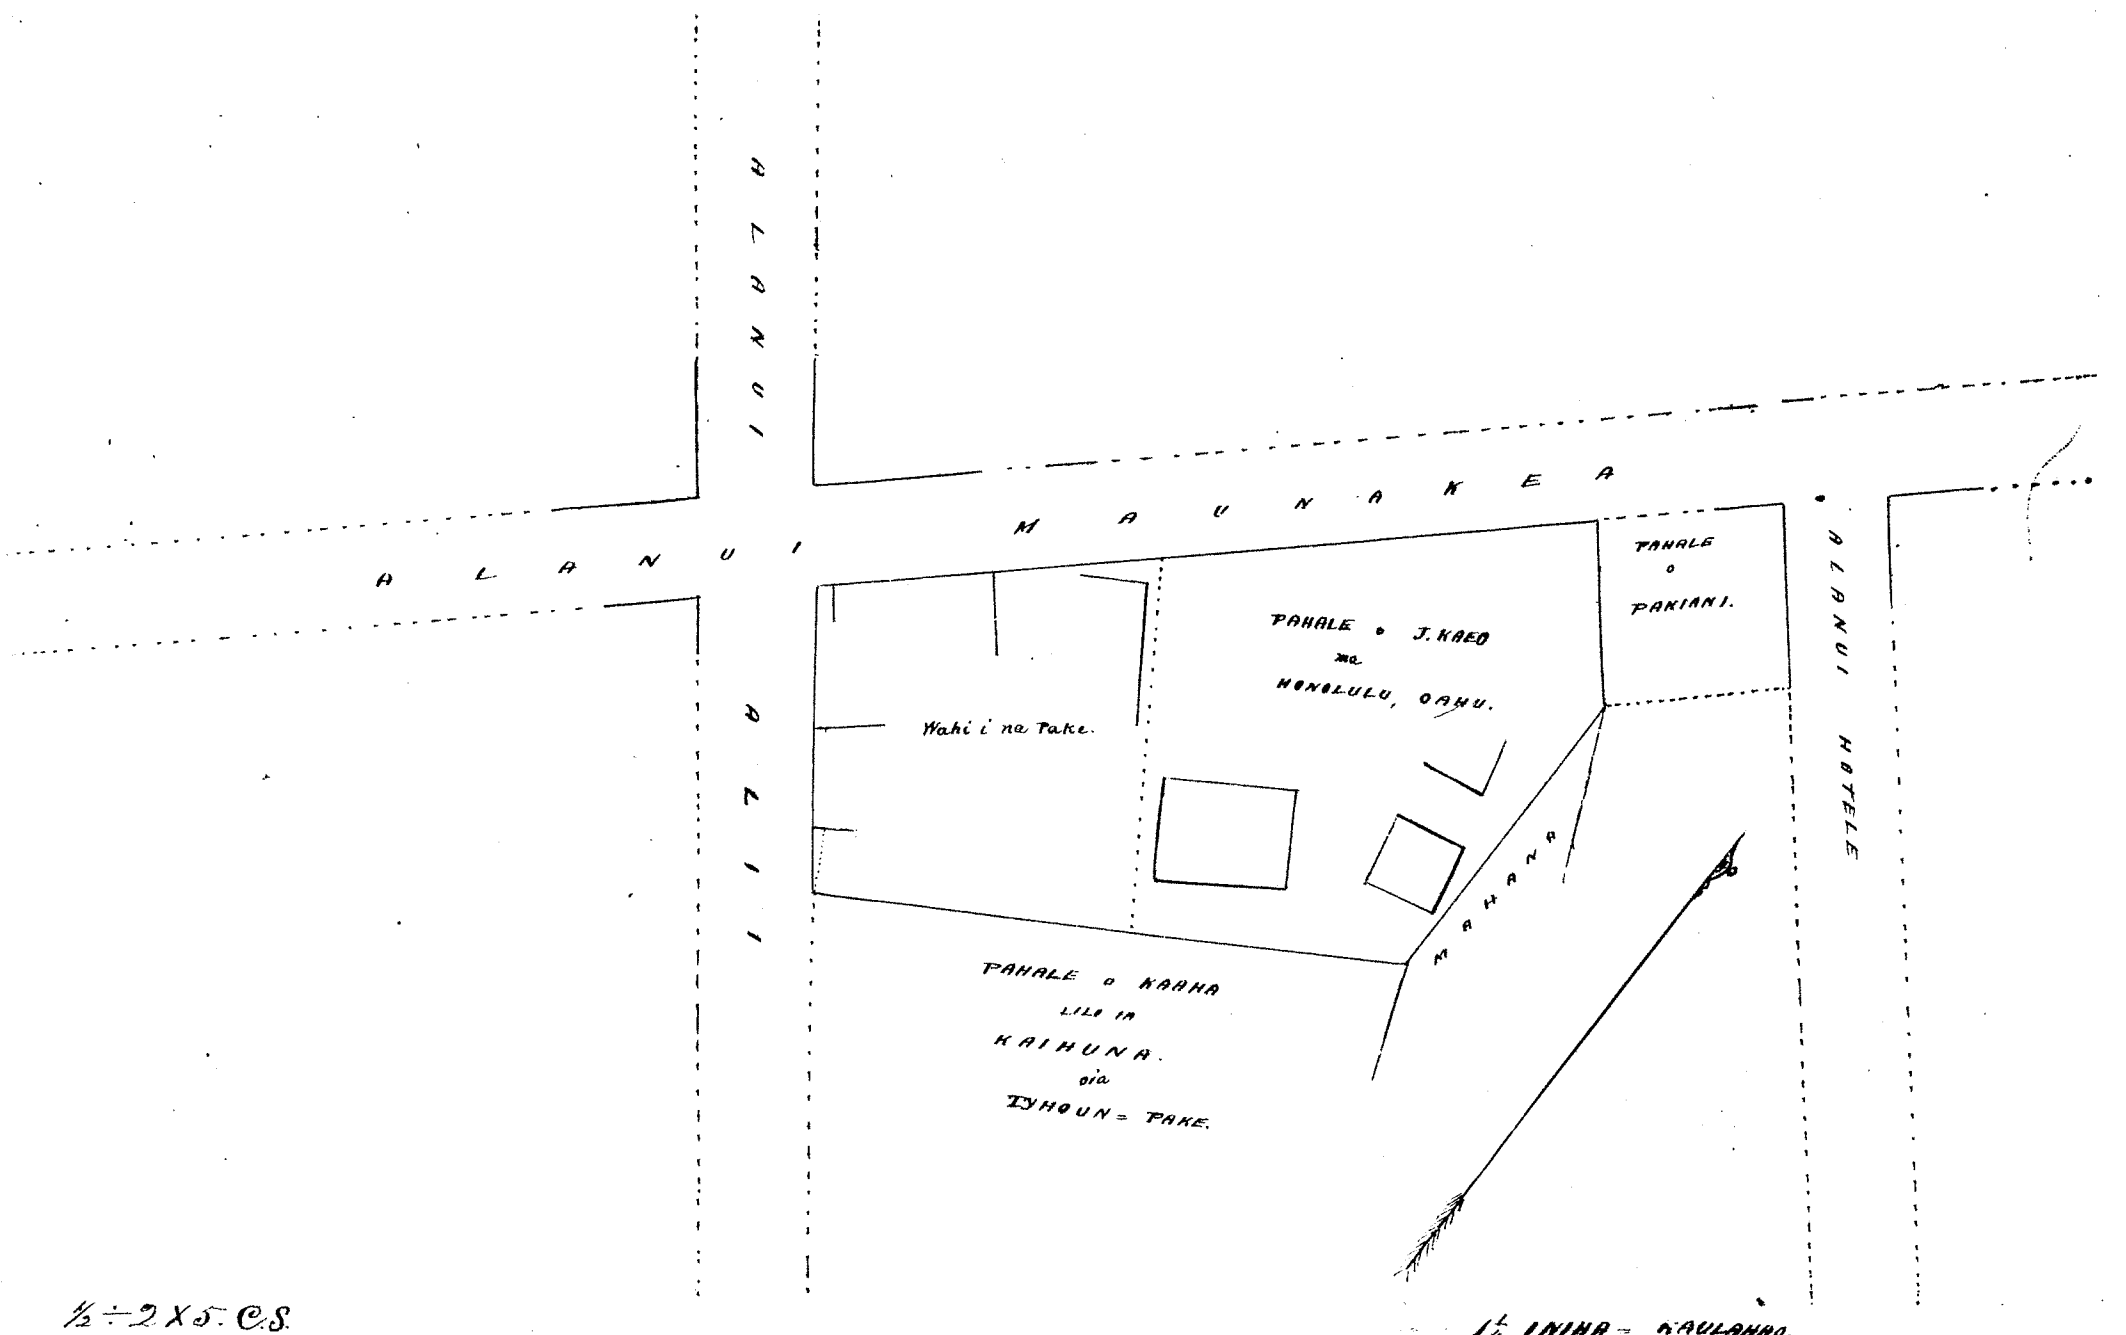 ALANUI
ALII
ALANUI MAUNAKEA
ALANUI HOTELE
PAHALE
o
PAKIANI.
PAHALE o J. KAEO
ma
HONOLULU, OAHU.
Wahi i na Pake.
MAHANA
PAHALE o KAAHA
LILO IA
KAIHUNA.
oia
IYHOUN = PAKE.
1/2 ÷ 2 X 5. C.S.
INIHA = KAULAHAO.